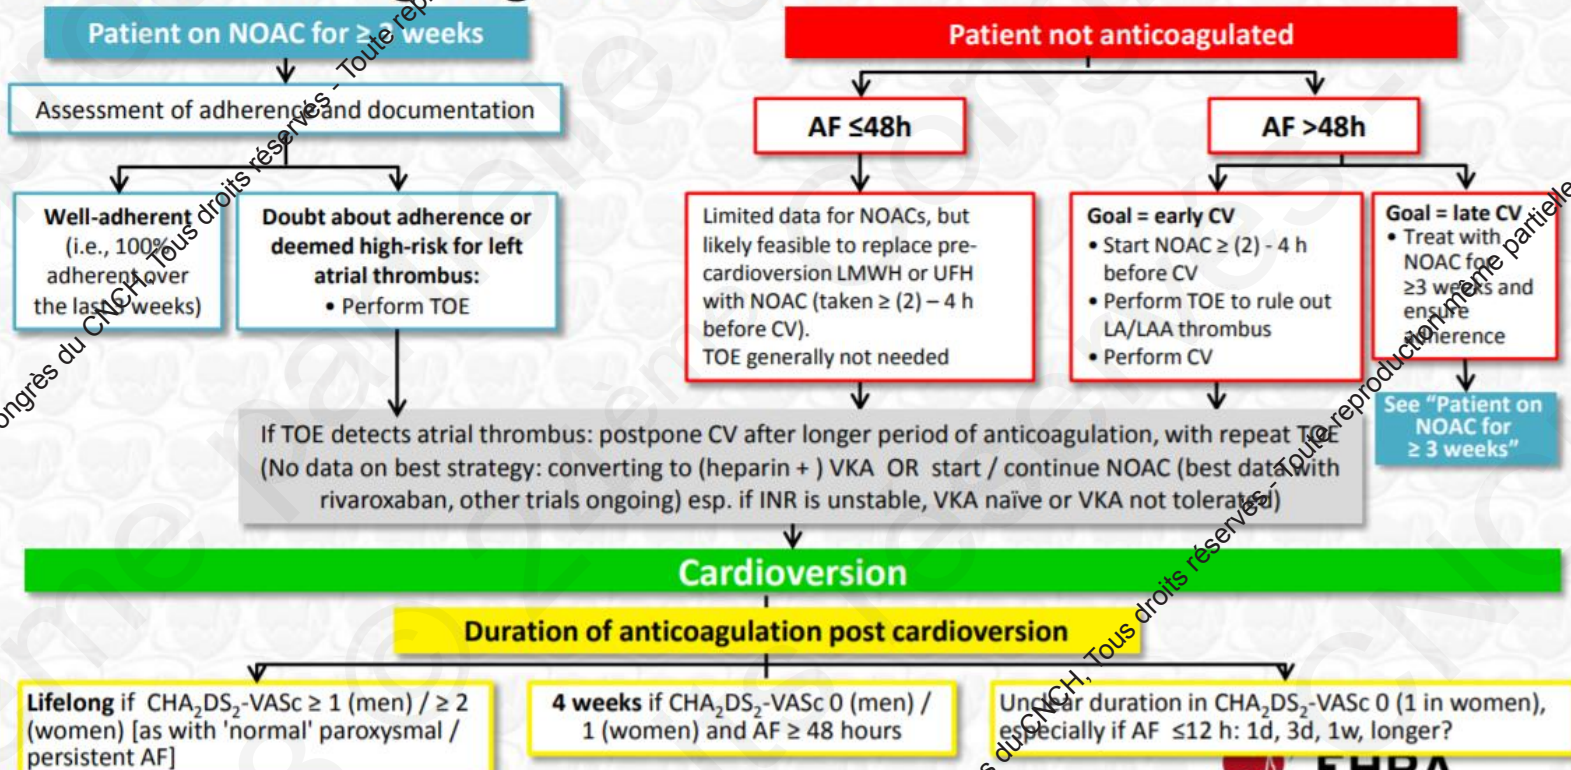 Patient on NOAC for ≥ 3 weeks
Assessment of adherence and documentation
Well-adherent
(i.e., 100%
adherent over
the last 3 weeks)
Doubt about adherence or
deemed high-risk for left
atrial thrombus:
• Perform TOE
Patient not anticoagulated
AF ≤48h
AF >48h
Limited data for NOACs, but
likely feasible to replace pre-
cardioversion LMWH or UFH
with NOAC (taken ≥ (2) – 4 h
before CV).
TOE generally not needed
Goal = early CV
• Start NOAC ≥ (2) - 4 h
before CV
• Perform TOE to rule out
LA/LAA thrombus
• Perform CV
Goal = late CV
• Treat with
NOAC for
≥3 weeks and
ensure
adherence
See "Patient on
NOAC for
≥ 3 weeks"
If TOE detects atrial thrombus: postpone CV after longer period of anticoagulation, with repeat TOE
(No data on best strategy: converting to (heparin + ) VKA OR start / continue NOAC (best data with
rivaroxaban, other trials ongoing) esp. if INR is unstable, VKA naïve or VKA not tolerated)
Cardioversion
Duration of anticoagulation post cardioversion
Lifelong if CHA₂DS₂-VASc ≥ 1 (men) / ≥ 2
(women) [as with 'normal' paroxysmal /
persistent AF]
4 weeks if CHA₂DS₂-VASc 0 (men) /
1 (women) and AF ≥ 48 hours
Unclear duration in CHA₂DS₂-VASc 0 (1 in women),
especially if AF ≤12 h: 1d, 3d, 1w, longer?
EHRA
ongrès du CNCH, Tous droits réservés - Toute repr
s du CNCH, Tous droits réservés - Toute reproduction même partielle